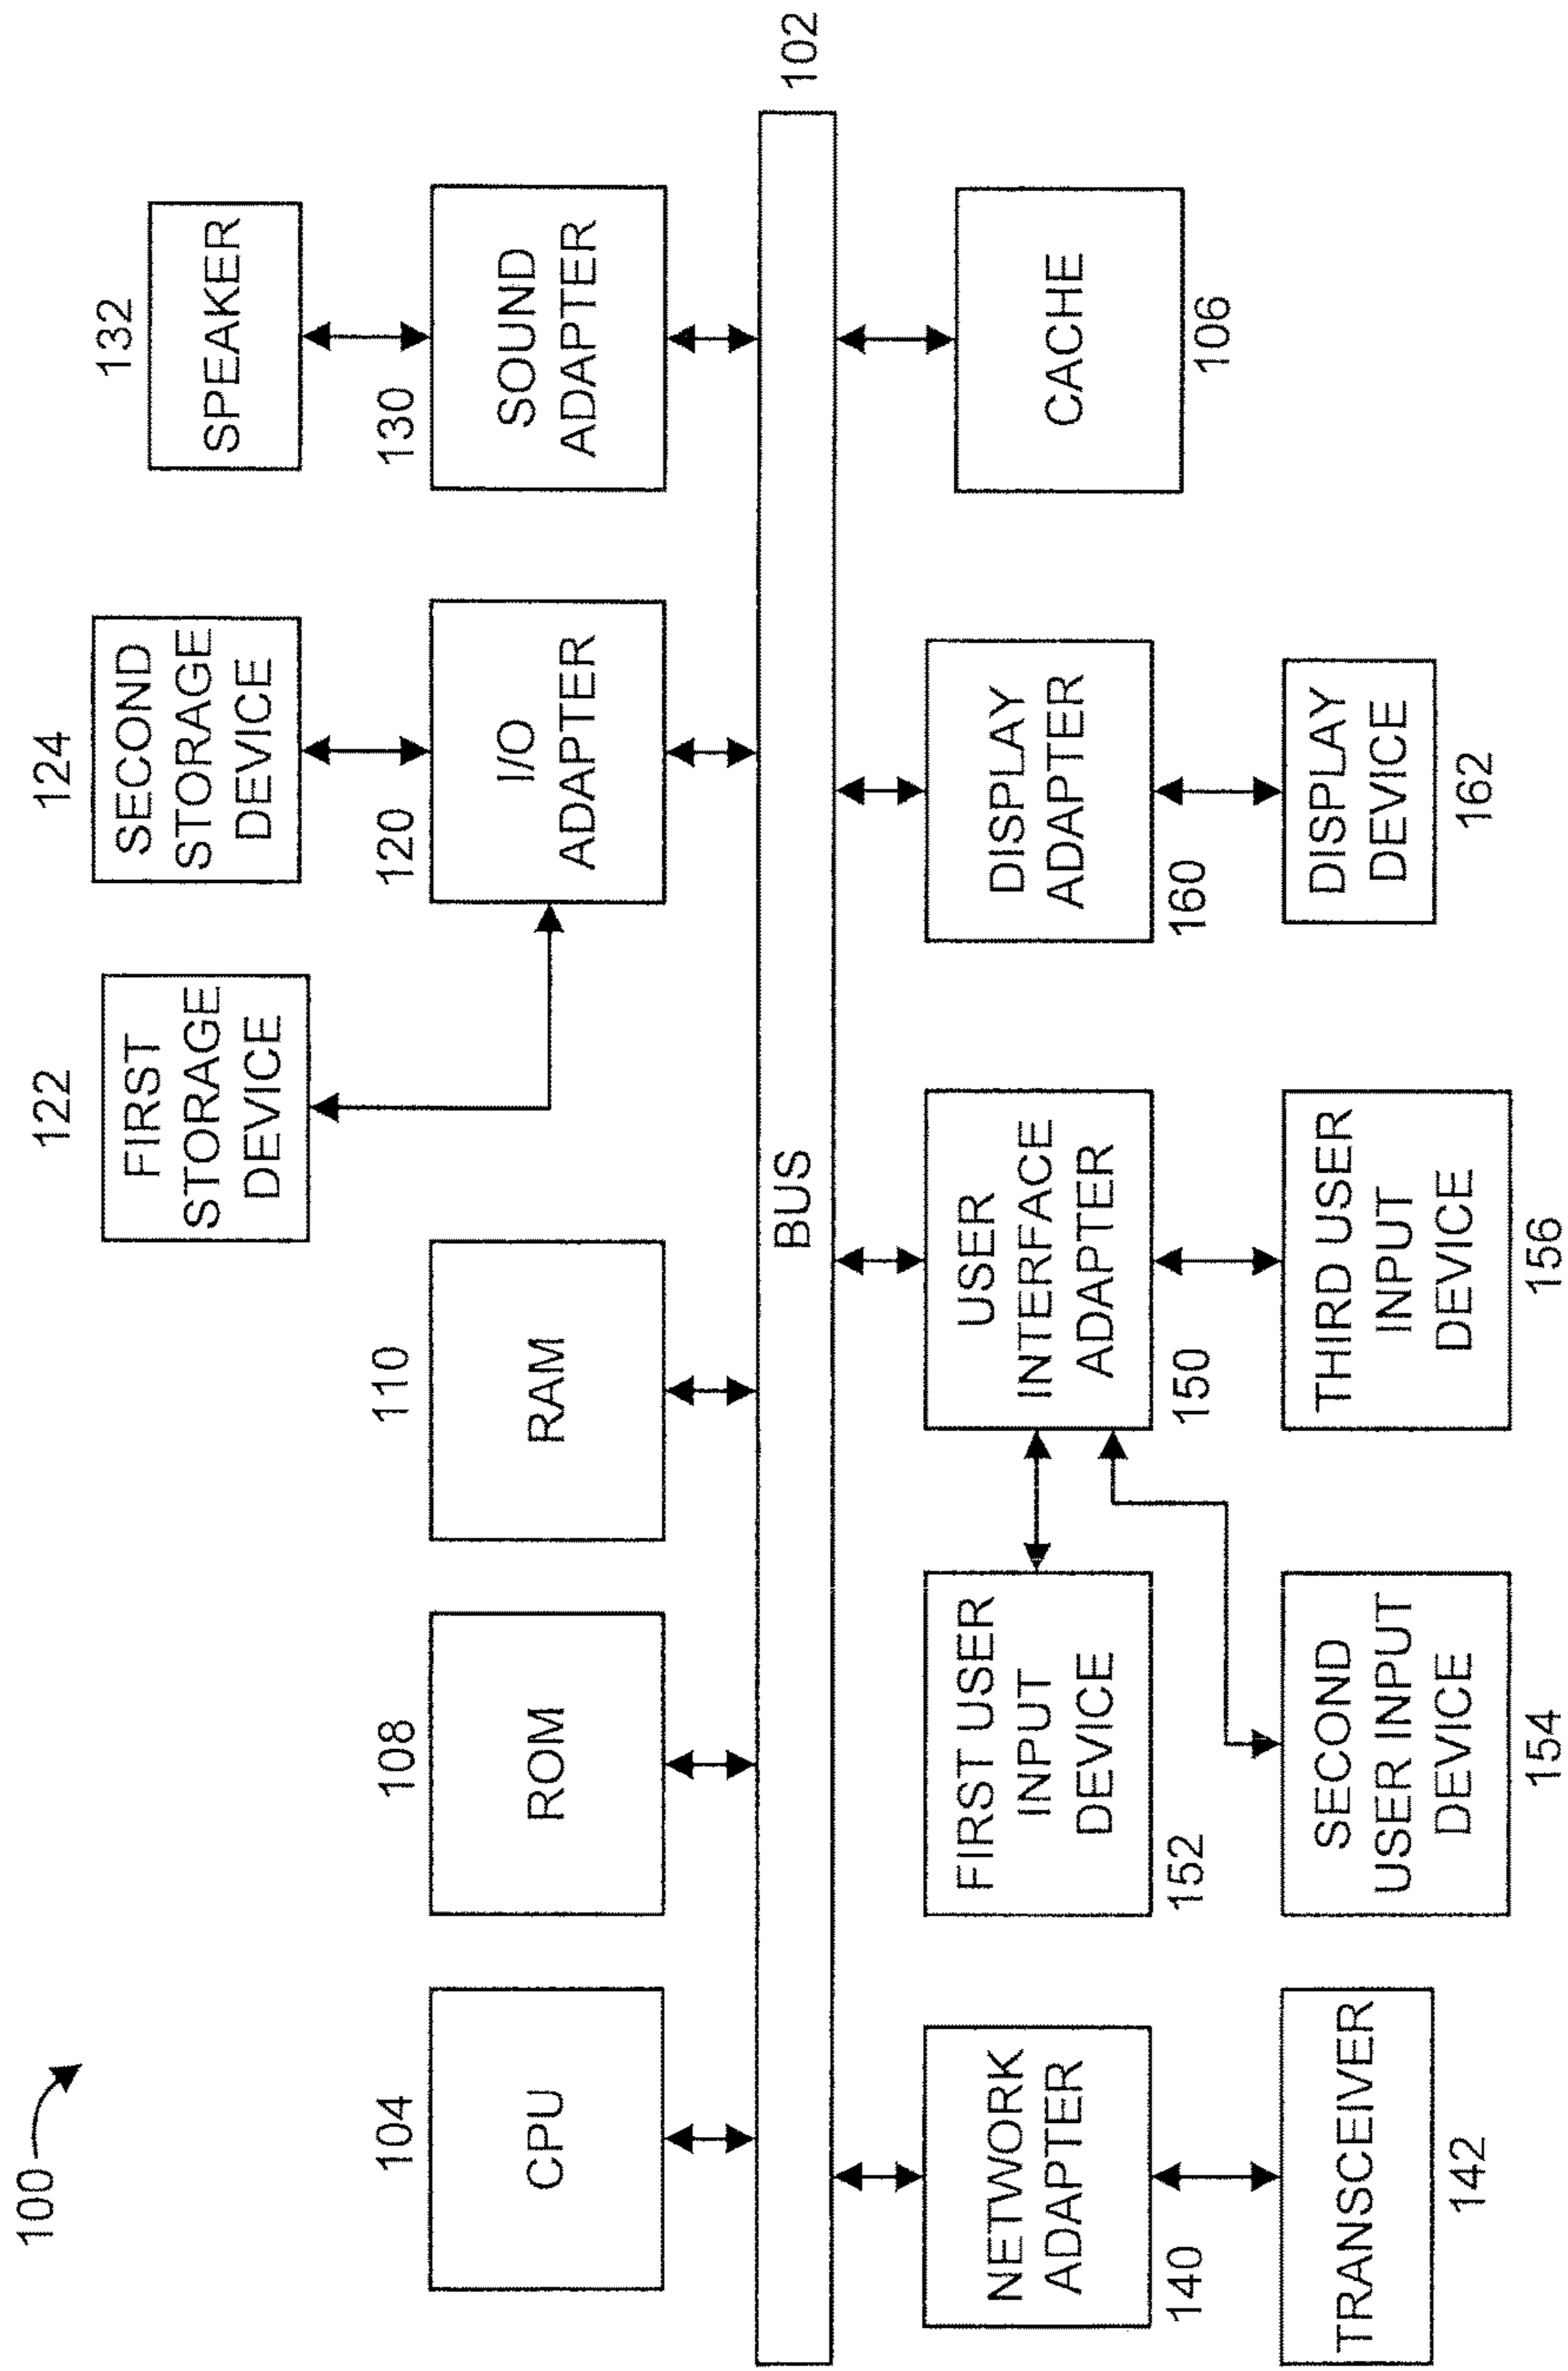 100
104
CPU
108
ROM
110
RAM
122
FIRST
STORAGE
DEVICE
124
SECOND
STORAGE
DEVICE
120
I/O
ADAPTER
132
SPEAKER
130
SOUND
ADAPTER
BUS
102
NETWORK
ADAPTER
140
TRANSCEIVER
142
FIRST USER
INPUT
DEVICE
152
SECOND
USER INPUT
DEVICE
154
USER
INTERFACE
ADAPTER
150
THIRD USER
INPUT
DEVICE
156
DISPLAY
ADAPTER
160
DISPLAY
DEVICE
162
CACHE
106